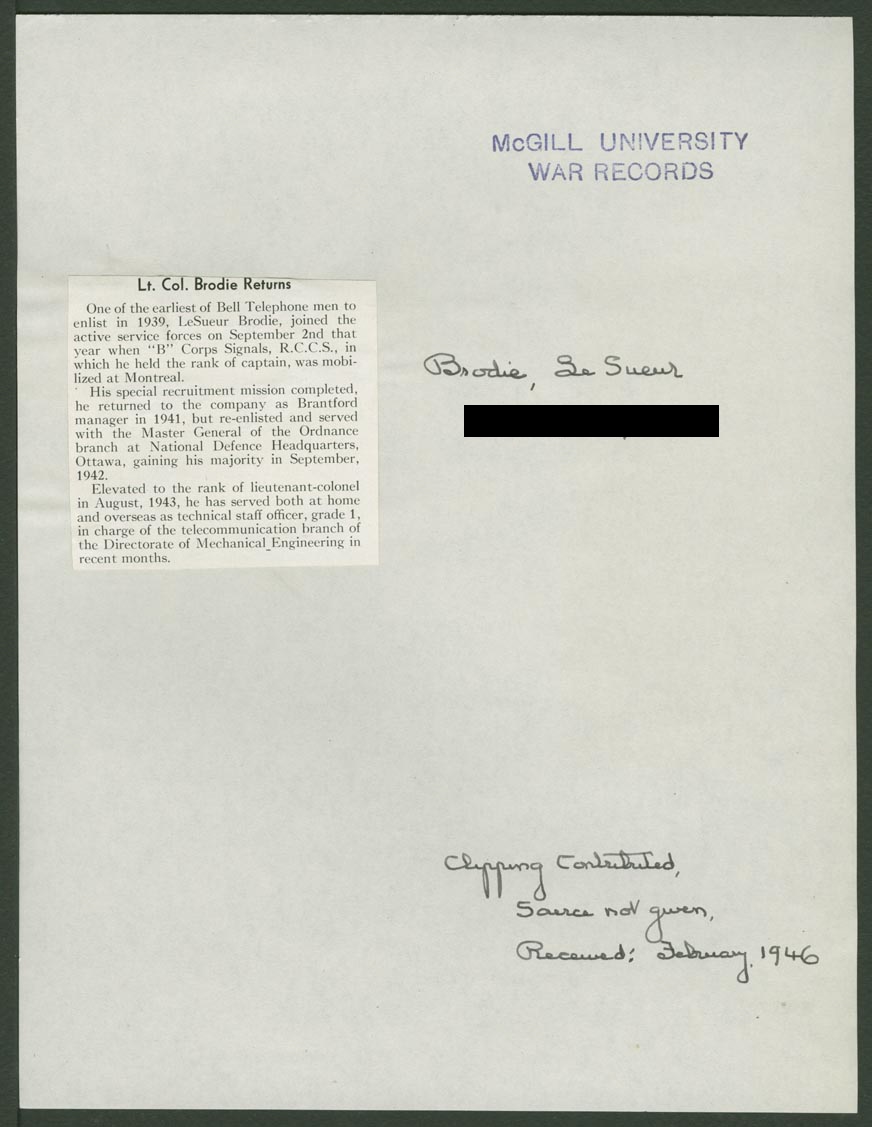 McGILL UNIVERSITY
WAR RECORDS
Lt. Col. Brodie Returns
One of the earliest of Bell Telephone men to
enlist in 1939, LeSueur Brodie, joined the
active service forces on September 2nd that
year when "B" Corps Signals, R.C.C.S., in
which he held the rank of captain, was mobi-
lized at Montreal.
His special recruitment mission completed,
he returned to the company as Brantford
manager in 1941, but re-enlisted and served
with the Master General of the Ordnance
branch at National Defence Headquarters,
Ottawa, gaining his majority in September,
1942.
Elevated to the rank of lieutenant-colonel
in August, 1943, he has served both at home
and overseas as technical staff officer, grade 1,
in charge of the telecommunication branch of
the Directorate of Mechanical Engineering in
recent months.
Brodie, Le Sueur
Clipping Contributed,
Source not given,
Received: February, 1946